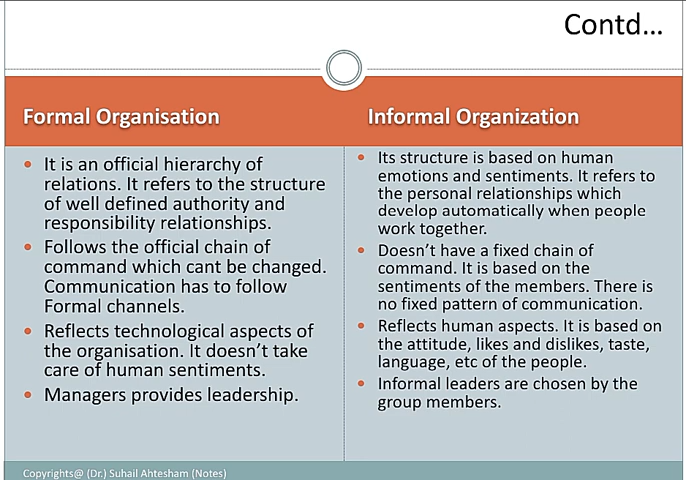 Contd...
Formal Organisation
Informal Organization
It is an official hierarchy of
relations. It refers to the structure
of well defined authority and
responsibility relationships.
Follows the official chain of
command which cant be changed.
Communication has to follow
Formal channels.
Reflects technological aspects of
the organisation. It doesn't take
care of human sentiments.
Managers provides leadership.
Its structure is based on human
emotions and sentiments. It refers to
the personal relationships which
develop automatically when people
work together.
Doesn't have a fixed chain of
command. It is based on the
sentiments of the members. There is
no fixed pattern of communication.
Reflects human aspects. It is based on
the attitude, likes and dislikes, taste,
language, etc of the people.
Informal leaders are chosen by the
group members.
Copyrights@ (Dr.) Suhail Ahtesham (Notes)